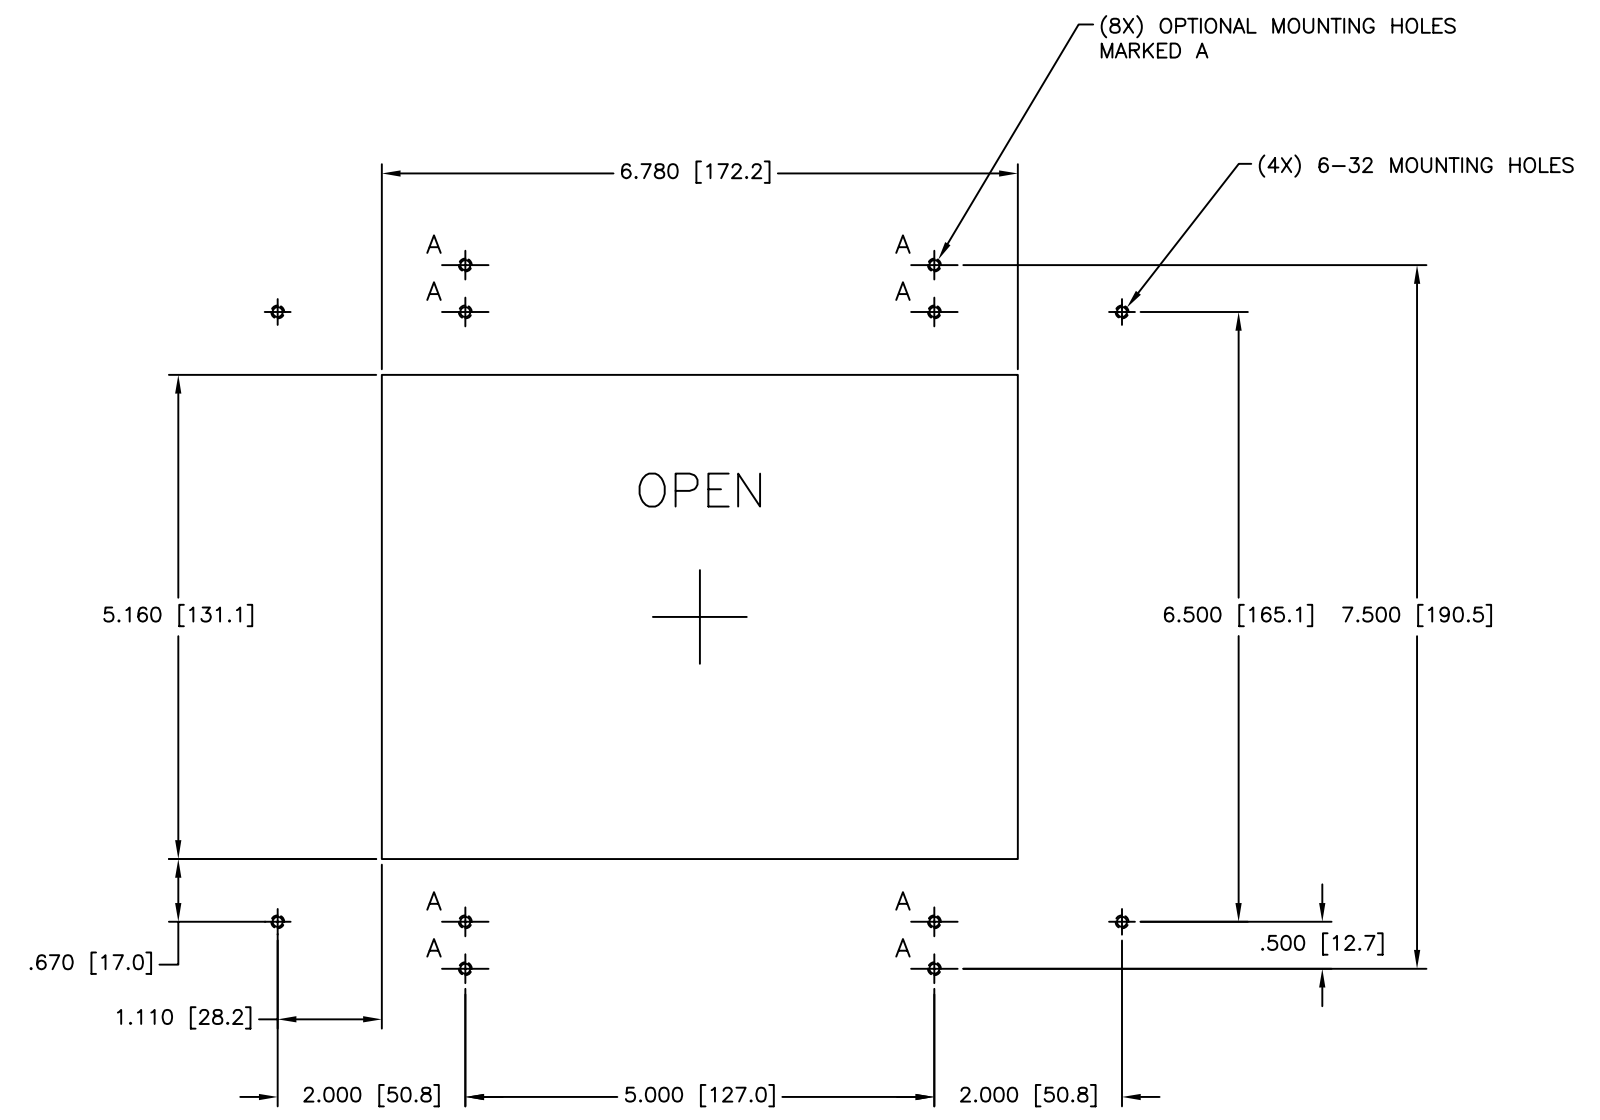 (8X) OPTIONAL MOUNTING HOLES
MARKED A
6.780 [172.2]
(4X) 6-32 MOUNTING HOLES
A
A
A
A
OPEN
5.160 [131.1]
6.500 [165.1]
7.500 [190.5]
A
A
.500 [12.7]
A
A
.670 [17.0]
1.110 [28.2]
2.000 [50.8]
5.000 [127.0]
2.000 [50.8]